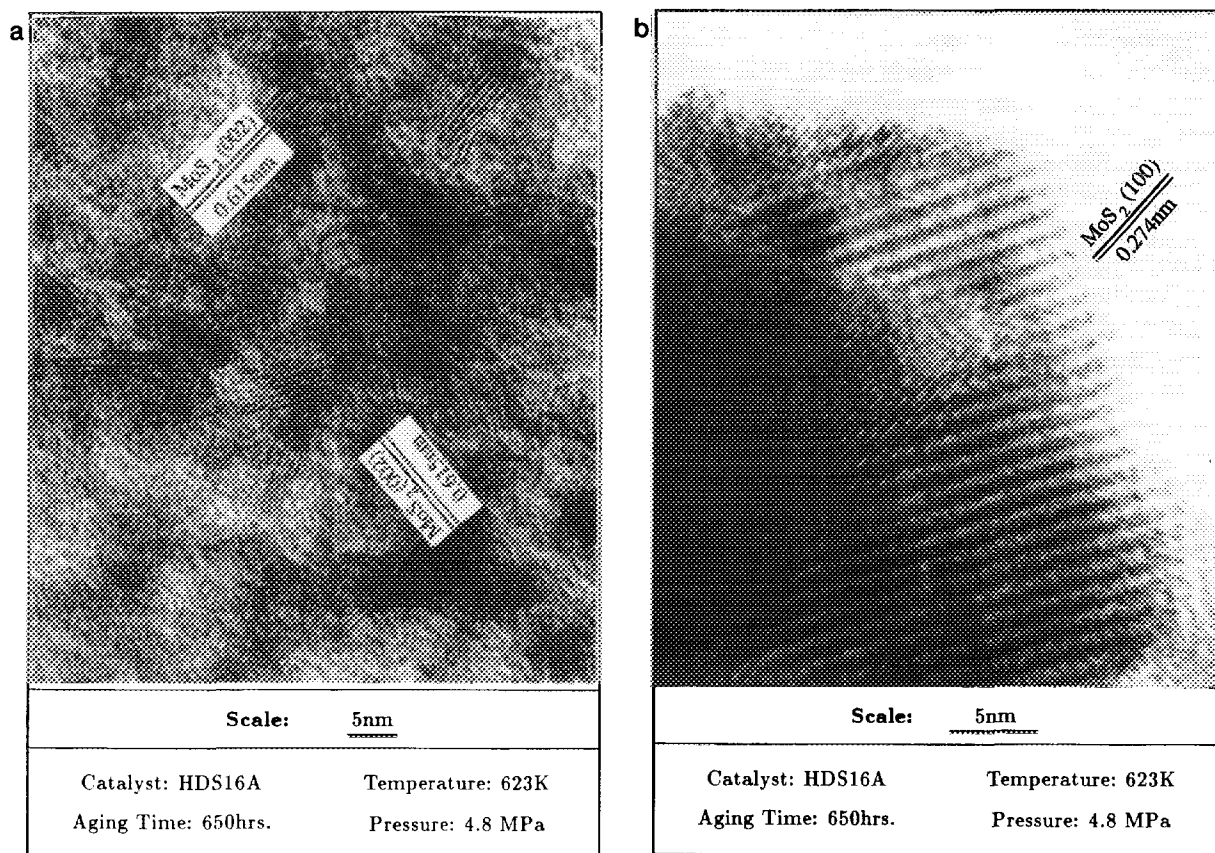 a
MoS2 (002)
0.615nm
MoS2 (002)
0.615nm
Scale: 5nm
Catalyst: HDS16A Temperature: 623K
Aging Time: 650hrs. Pressure: 4.8 MPa
b
MoS2 (100)
0.274nm
Scale: 5nm
Catalyst: HDS16A Temperature: 623K
Aging Time: 650hrs. Pressure: 4.8 MPa